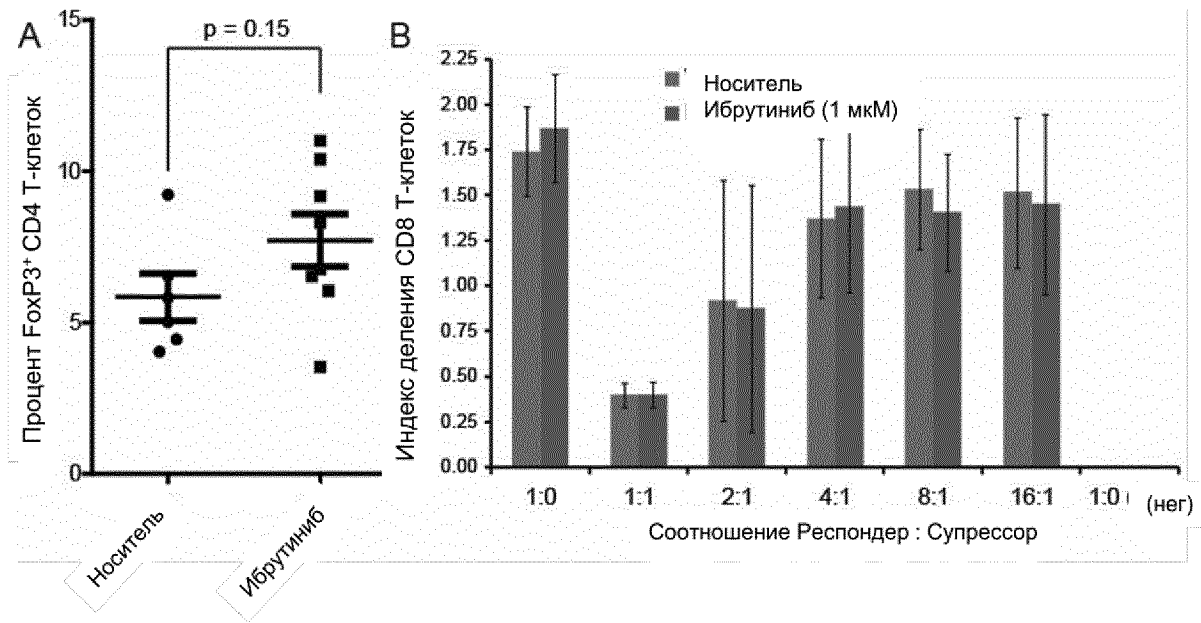 A
p = 0.15
15
10
5
0
Процент FoxP3⁺ CD4 Т-клеток
Носитель
Ибрутиниб
B
Носитель
Ибрутиниб (1 мкМ)
2.25
2.00
1.75
1.50
1.25
1.00
0.75
0.50
0.25
0.00
Индекс деления CD8 Т-клеток
1:0 1:1 2:1 4:1 8:1 16:1 1:0 (нег)
Соотношение Респондер : Супрессор